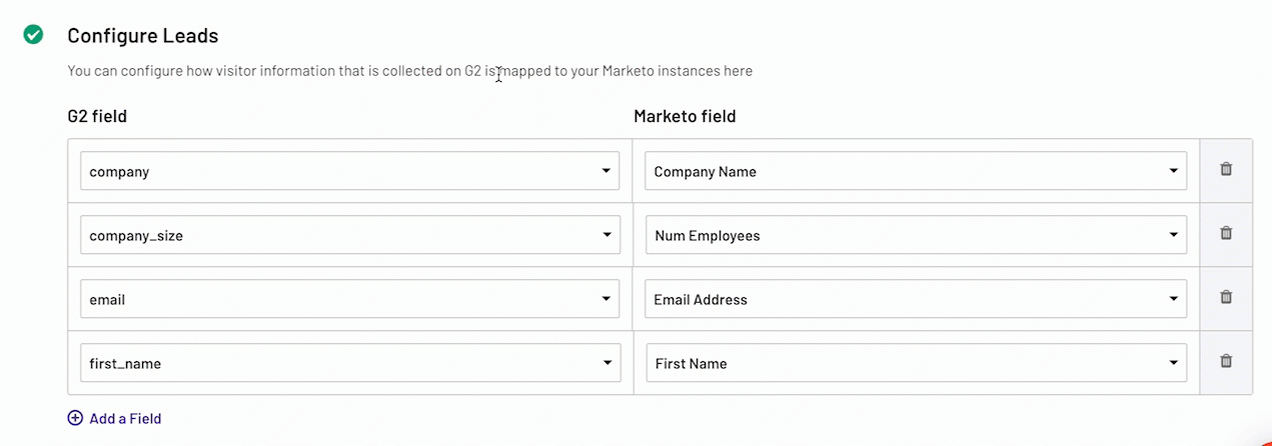 Configure Leads
You can configure how visitor information that is collected on G2 is mapped to your Marketo instances here
G2 field Marketo field
company Company Name
company_size Num Employees
email Email Address
first_name First Name
Add a Field